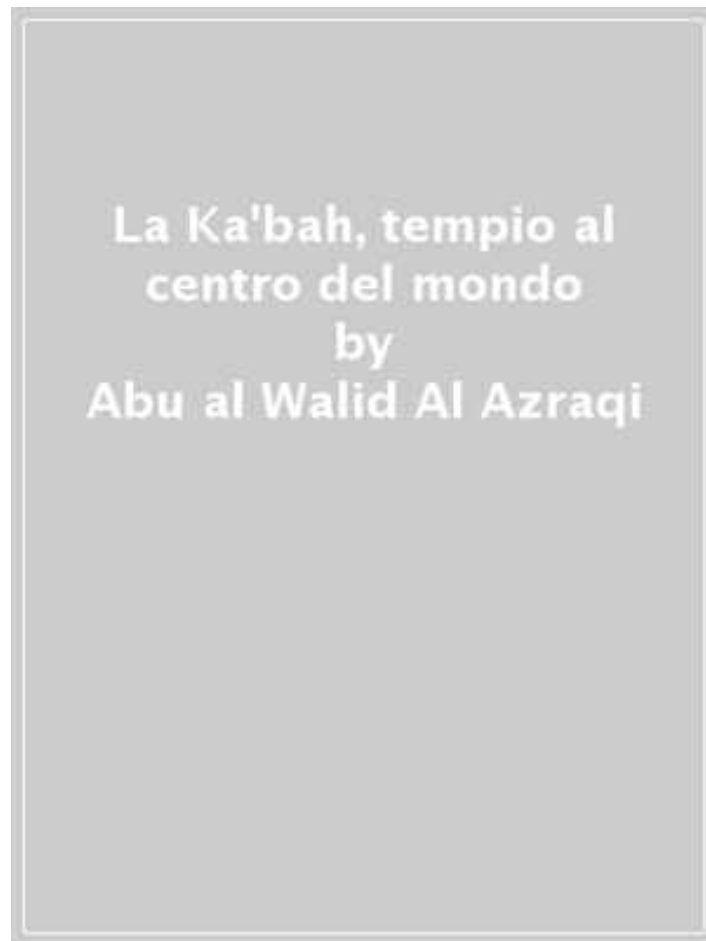 La Ka'bah, tempio al
centro del mondo
by
Abu al Walid Al Azraqi